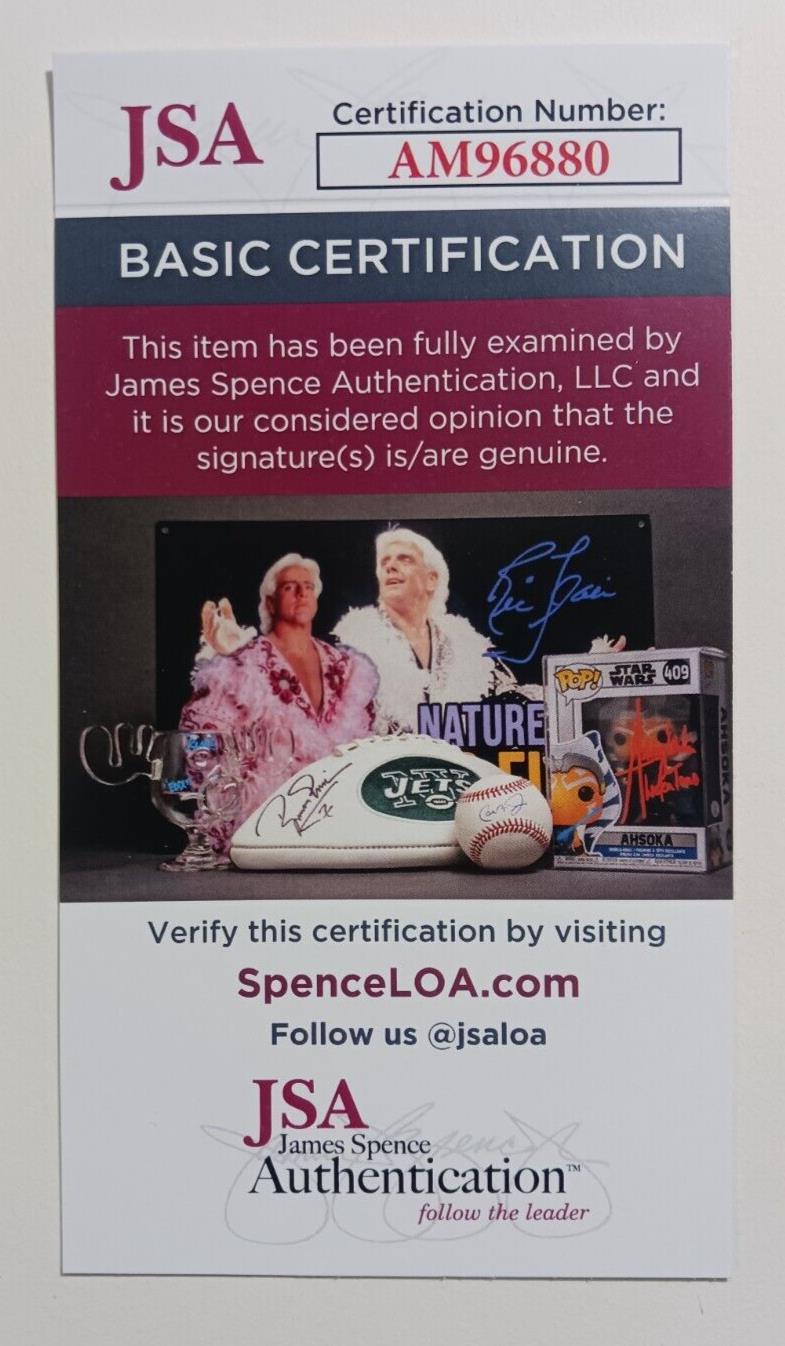 JSA
Certification Number:
AM96880
BASIC CERTIFICATION
This item has been fully examined by
James Spence Authentication, LLC and
it is our considered opinion that the
signature(s) is/are genuine.
NATURE
POP!
STAR
WARS
409
JETS
AHSOKA
AHSOKA
Verify this certification by visiting
SpenceLOA.com
Follow us @jsaloa
JSA
James Spence
Authentication™
follow the leader